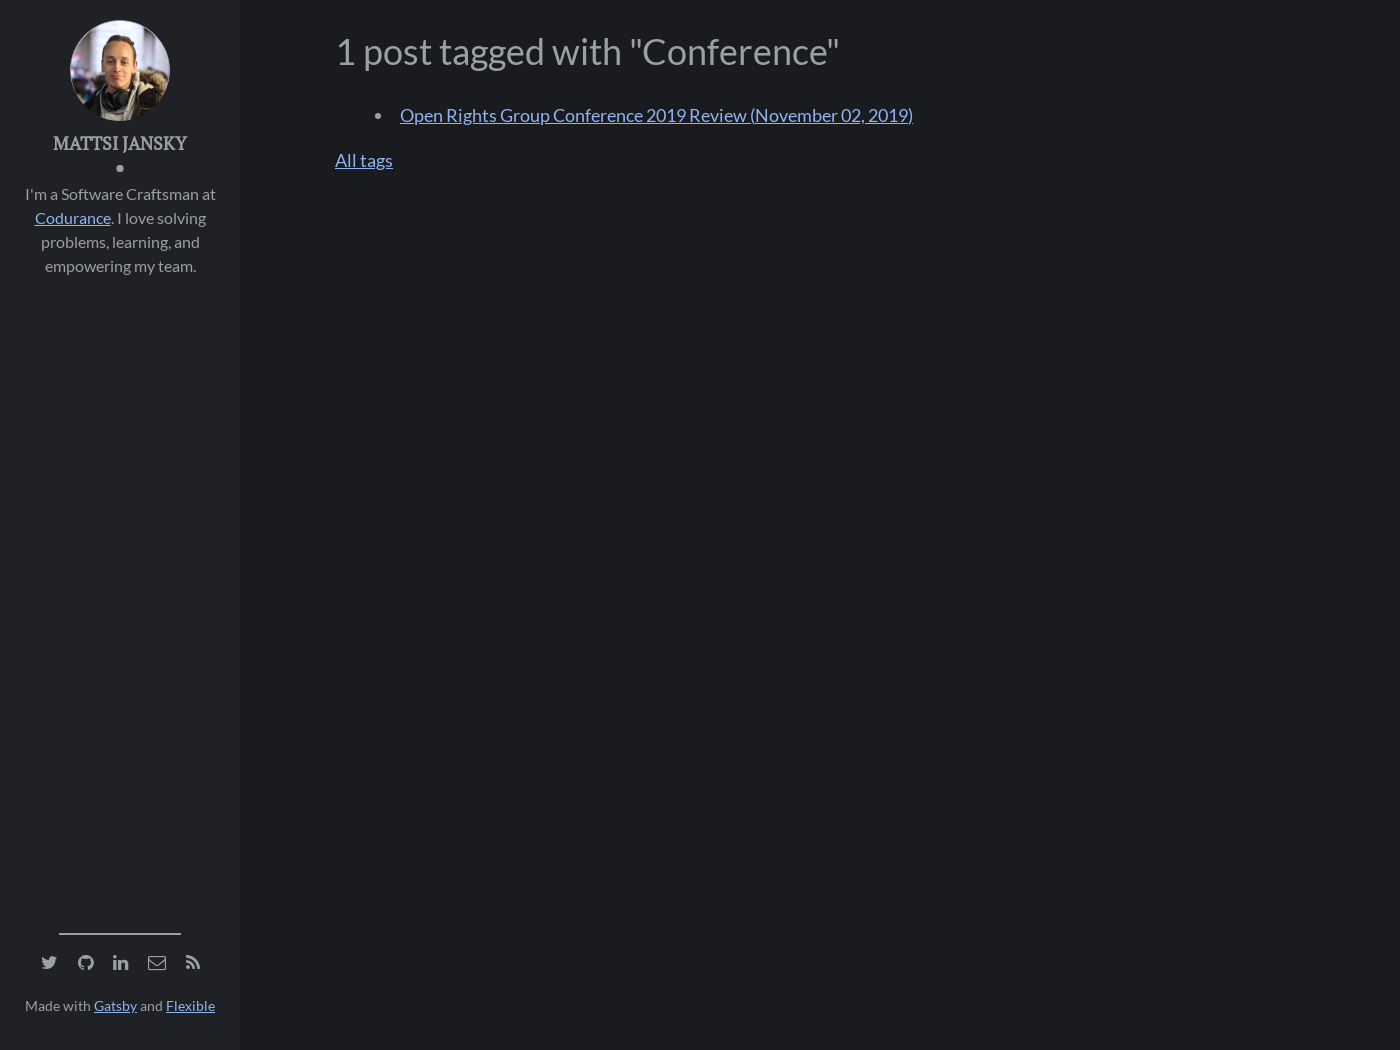 MATTSI JANSKY
I'm a Software Craftsman at
Codurance. I love solving
problems, learning, and
empowering my team.
Made with Gatsby and Flexible
1 post tagged with "Conference"
Open Rights Group Conference 2019 Review (November 02, 2019)
All tags